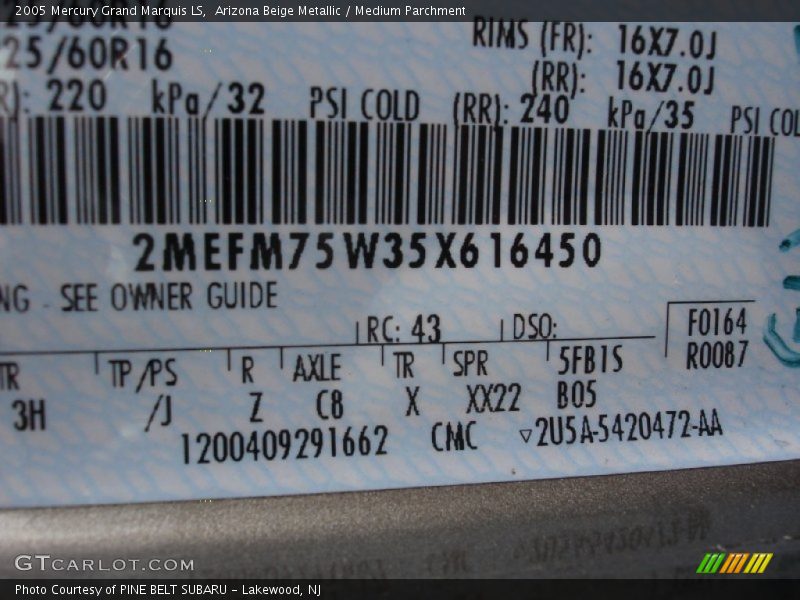 2005 Mercury Grand Marquis LS, Arizona Beige Metallic / Medium Parchment
25/60R16
RIMS (FR): 16X7.0J
(RR): 16X7.0J
220 kPa/32 PSI COLD (RR): 240 kPa/35 PSI COL
2MEFM75W35X616450
NG SEE OWNER GUIDE
RC: 43 DSO: F0164
R0087
TR TP/PS R AXLE TR SPR 5FB1S
3H /J Z C8 X XX22 B05
1200409291662 CMC ▽2U5A-5420472-AA
GTCARLOT.COM
Photo Courtesy of PINE BELT SUBARU - Lakewood, NJ